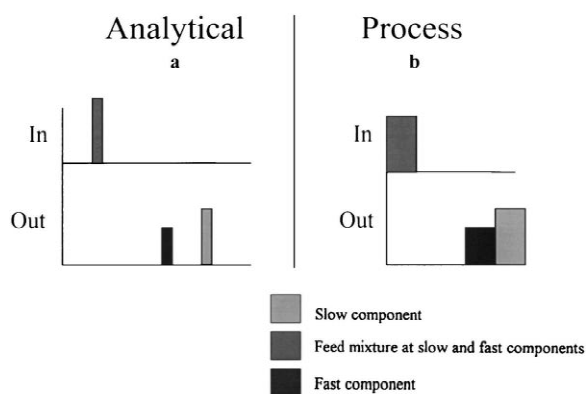 Analytical
Process
a
b
In
In
Out
Out
Slow component
Feed mixture at slow and fast components
Fast component